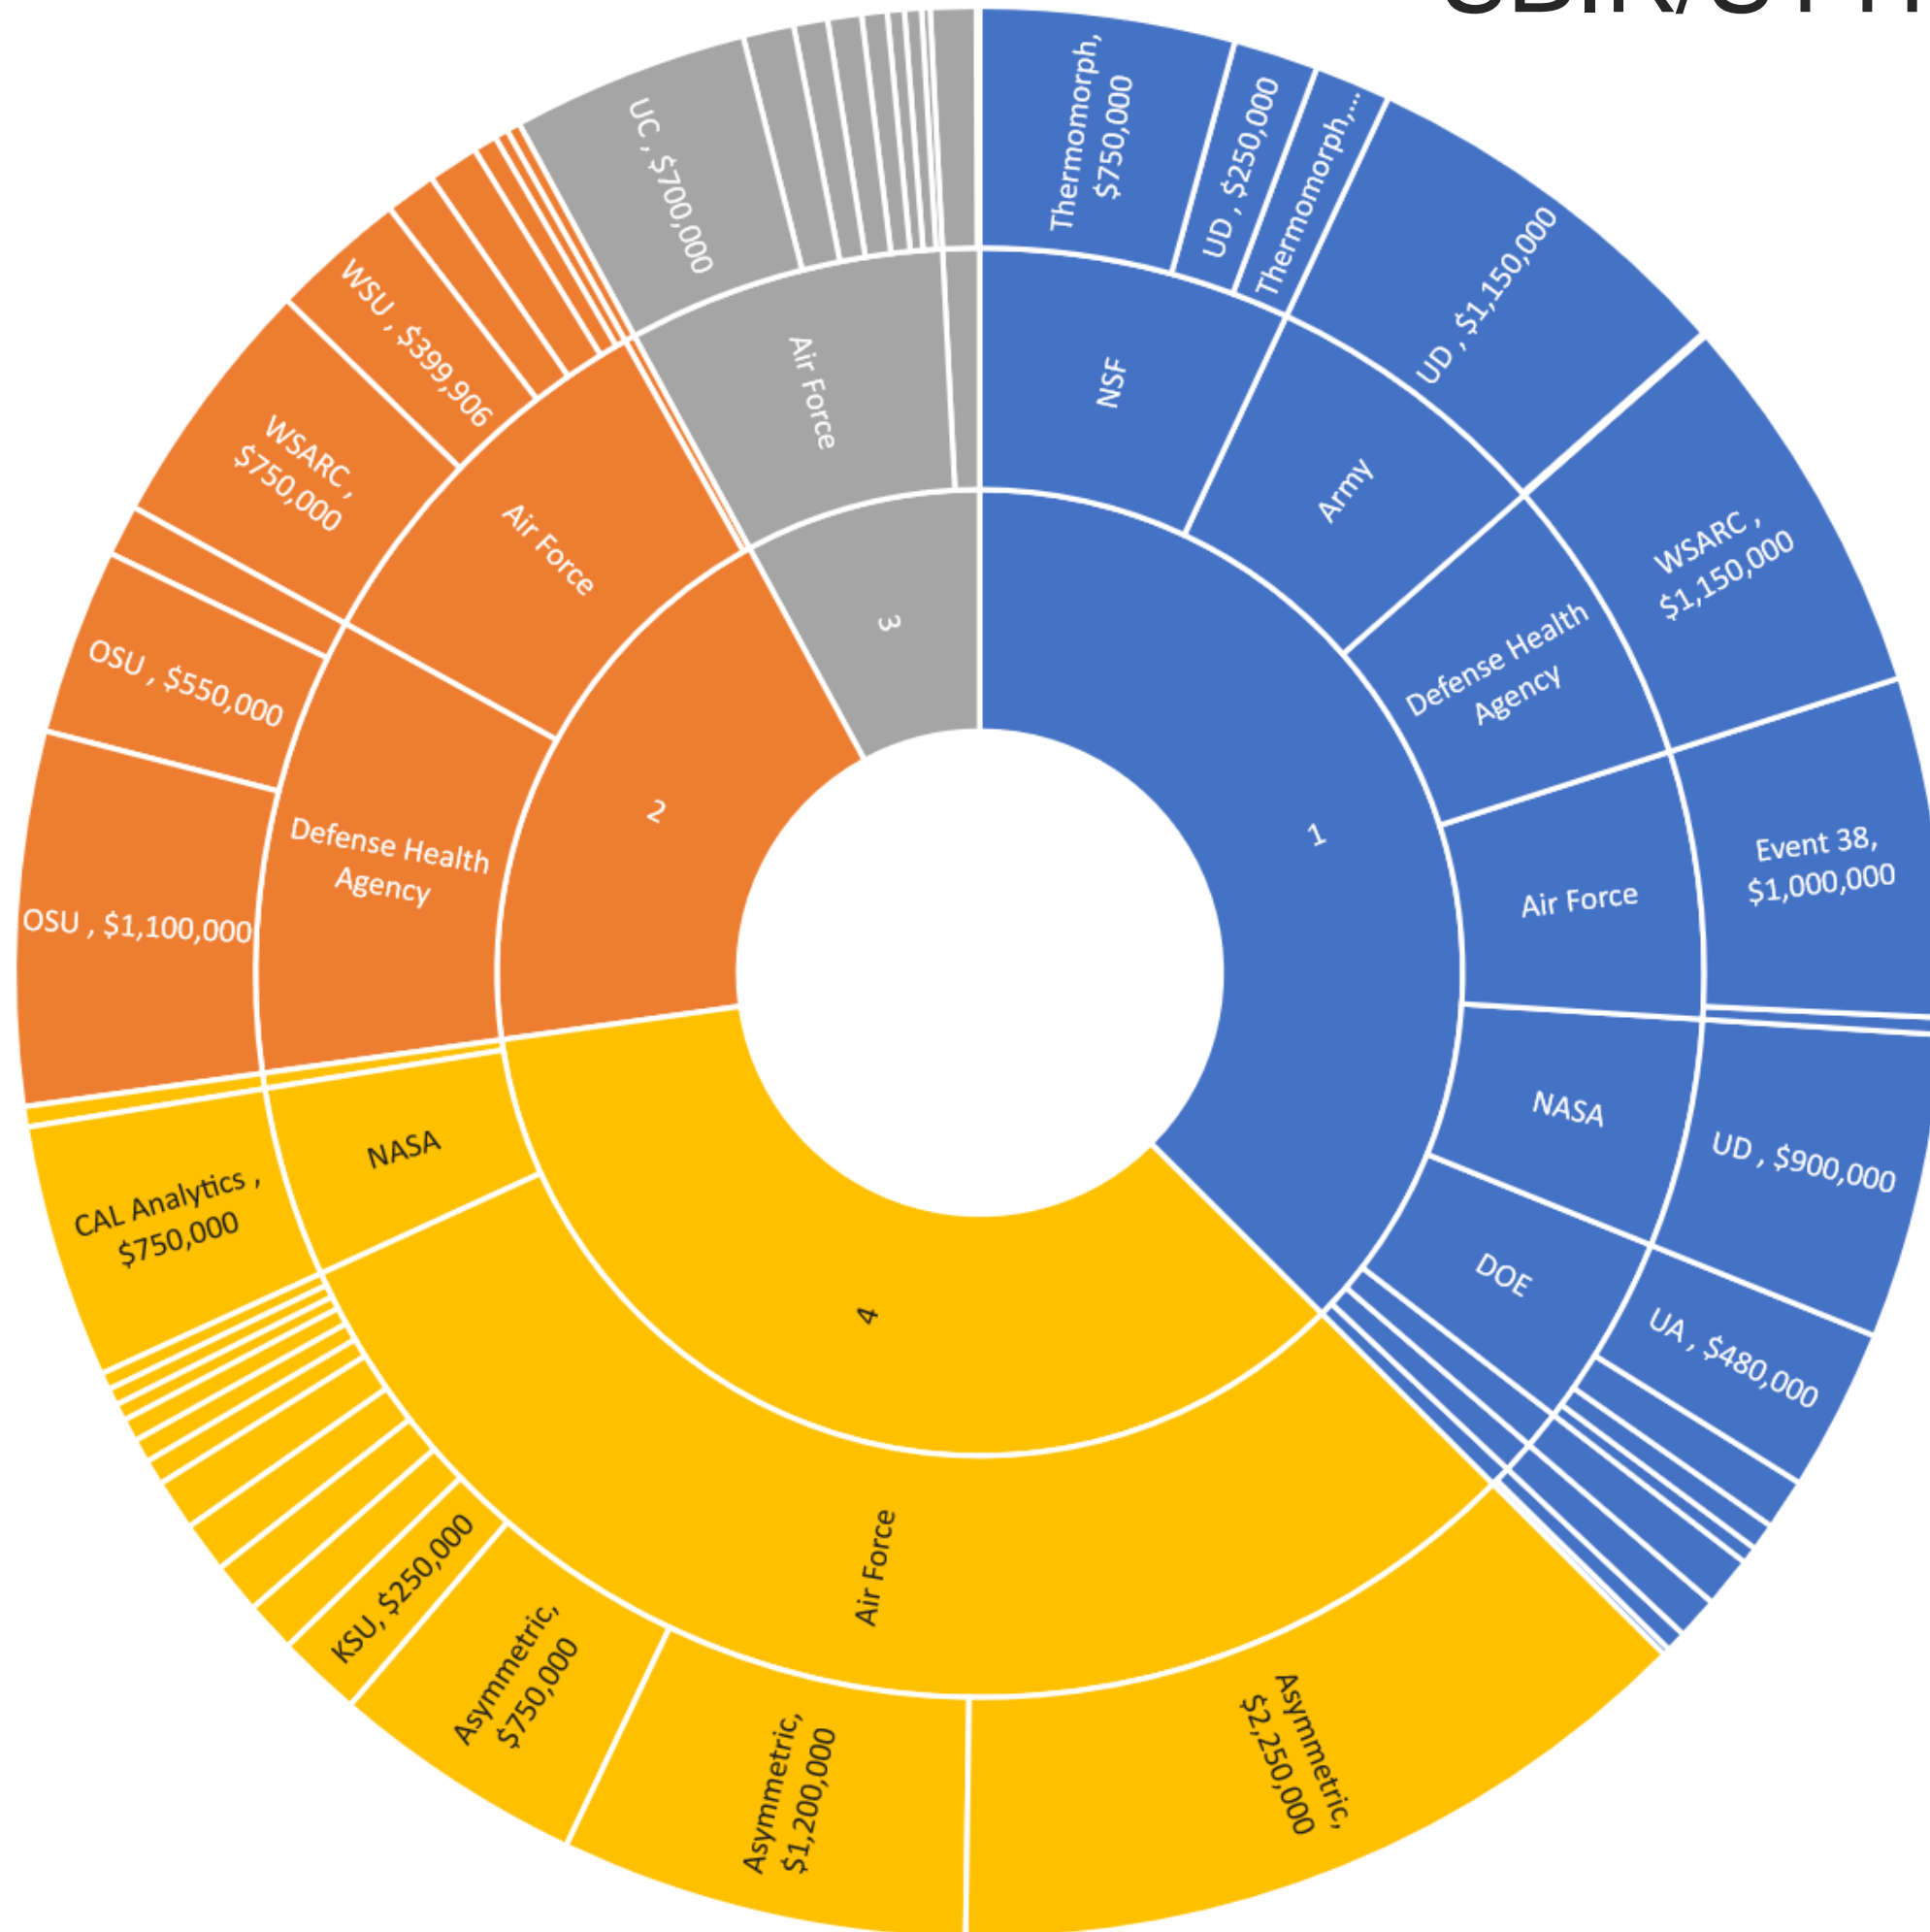 Thermomorph,
$750,000
UD , $250,000
Thermomorph,...
UD , $1,150,000
WSARC ,
$1,150,000
Event 38,
$1,000,000
UD , $900,000
UA , $480,000
NSF
Army
Defense Health
Agency
Air Force
NASA
DOE
1
Asymmetric,
$2,250,000
Asymmetric,
$1,200,000
Asymmetric,
$750,000
KSU, $250,000
CAL Analytics ,
$750,000
Air Force
NASA
4
OSU , $1,100,000
OSU , $550,000
WSARC ,
$750,000
WSU , $399,906
Defense Health
Agency
Air Force
2
UC , $700,000
Air Force
3